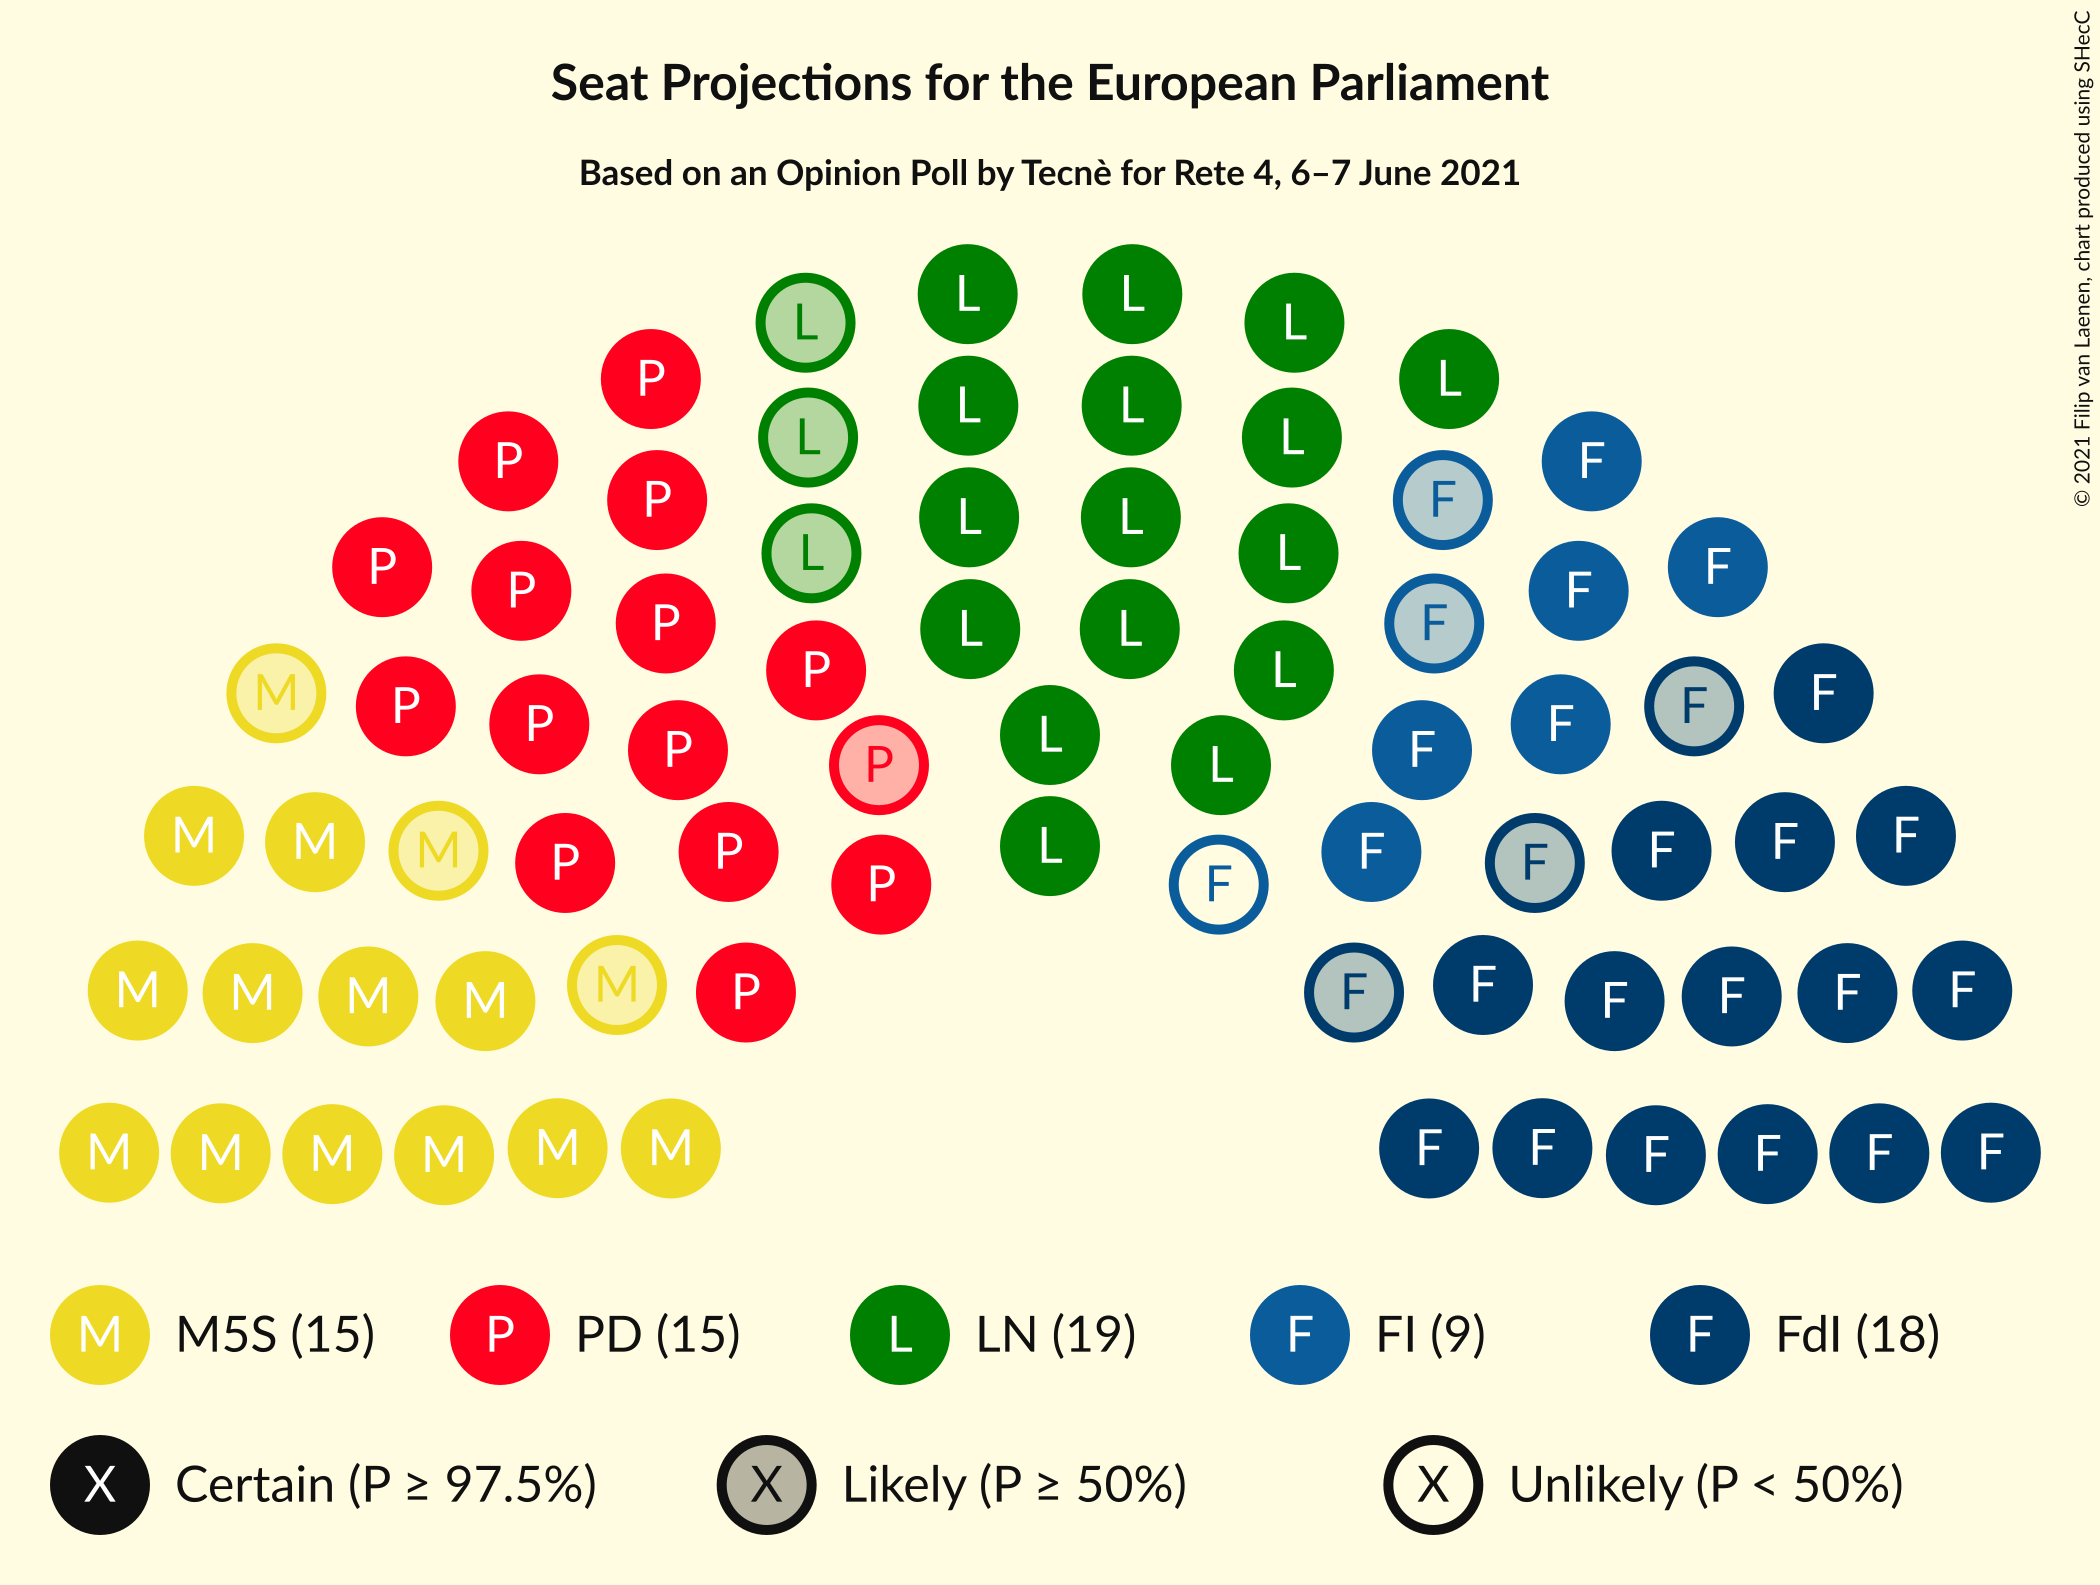 Seat Projections for the European Parliament
Based on an Opinion Poll by Tecnè for Rete 4, 6–7 June 2021
© 2021 Filip van Laenen, chart produced using SHecC
L L L L
P L
L L L L
P F
P F F
L L L L
P P F F
P F
L L
P L
M F
P F
P F
L
P F
P L
M F
M F
L
P F
M F
P F
P F
M P F F
M M M M F F F F
M M M M M M F F F F F F
M M5S (15) P PD (15) L LN (19) F FI (9) F FdI (18)
X Certain (P ≥ 97.5%) X Likely (P ≥ 50%) X Unlikely (P < 50%)